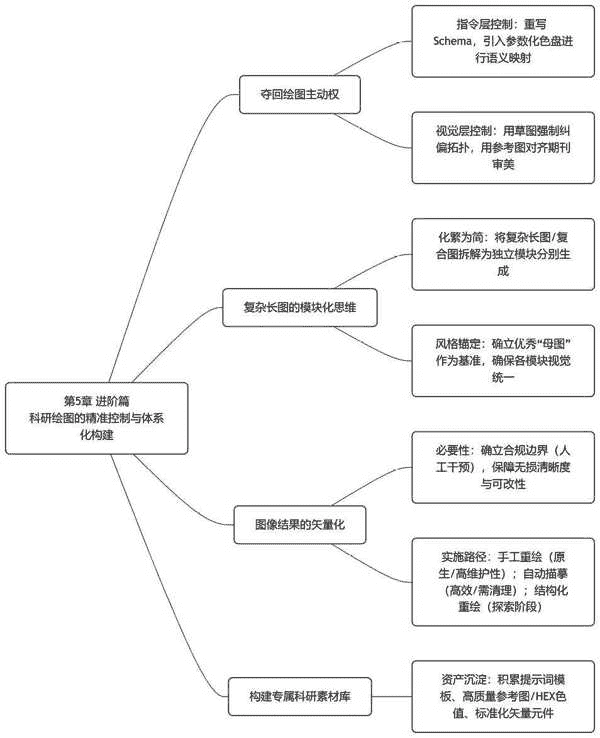 指令层控制：重写
Schema，引入参数化色盘进
行语义映射
夺回绘图主动权
视觉层控制：用草图强制纠
偏拓扑，用参考图对齐期刊
审美
化繁为简：将复杂长图/复
合图拆解为独立模块分别生
成
复杂长图的模块化思维
风格锚定：确立优秀“母图”
作为基准，确保各模块视觉
统一
第5章 进阶篇
科研绘图的精准控制与体系
化构建
必要性：确立合规边界（人
工干预），保障无损清晰度
与可改性
图像结果的矢量化
实施路径：手工重绘（原
生/高维护性）；自动描摹
（高效/需清理）；结构化
重绘（探索阶段）
构建专属科研素材库
资产沉淀：积累提示词模
板、高质量参考图/HEX色
值、标准化矢量元件